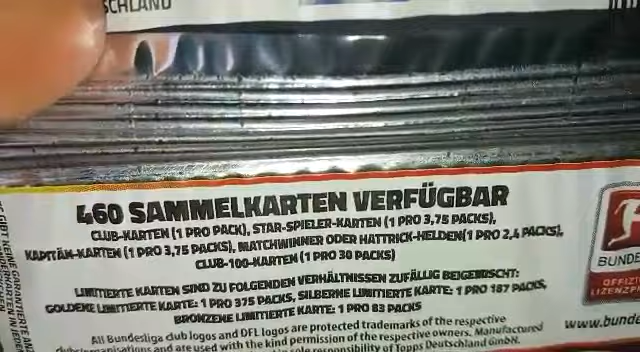 SCHLAND
460 SAMMELKARTEN VERFÜGBAR
CLUB-KARTEN (1 PRO PACK), STAR-SPIELER-KARTEN (1 PRO 3,75 PACKS),
KAPITÄN-KARTEN (1 PRO 3,75 PACKS), MATCHWINNER ODER HATTRICK-HELDEN(1 PRO 2,4 PACKS),
CLUB-100-KARTEN (1 PRO 30 PACKS)
LIMITIERTE KARTEN SIND ZU FOLGENDEN VERHÄLTNISSEN ZUFÄLLIG BEIGEMISCHT:
GOLDENE LIMITIERTE KARTE: 1 PRO 375 PACKS, SILBERNE LIMITIERTE KARTE: 1 PRO 187 PACKS,
BRONZENE LIMITIERTE KARTE: 1 PRO 83 PACKS
All Bundesliga club logos and DFL logos are protected trademarks of the respective
clubs/organisations and are used with the kind permission of the respective owners. Manufactured
sole responsibility of Topps Deutschland GmbH.
BUNDE
OFFIZI
LIZENZPR
www.bunde